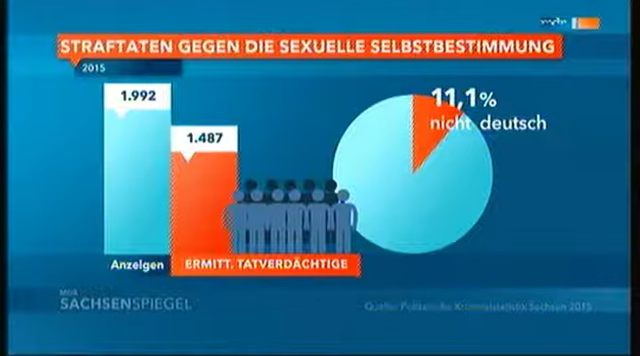 mdr
STRAFTATEN GEGEN DIE SEXUELLE SELBSTBESTIMMUNG
2015
1.992
1.487
11,1%
nicht deutsch
Anzeigen
ERMITT. TATVERDÄCHTIGE
MDR
SACHSENSPIEGEL
Quelle: Polizeiliche Kriminalstatistik Sachsen 2015